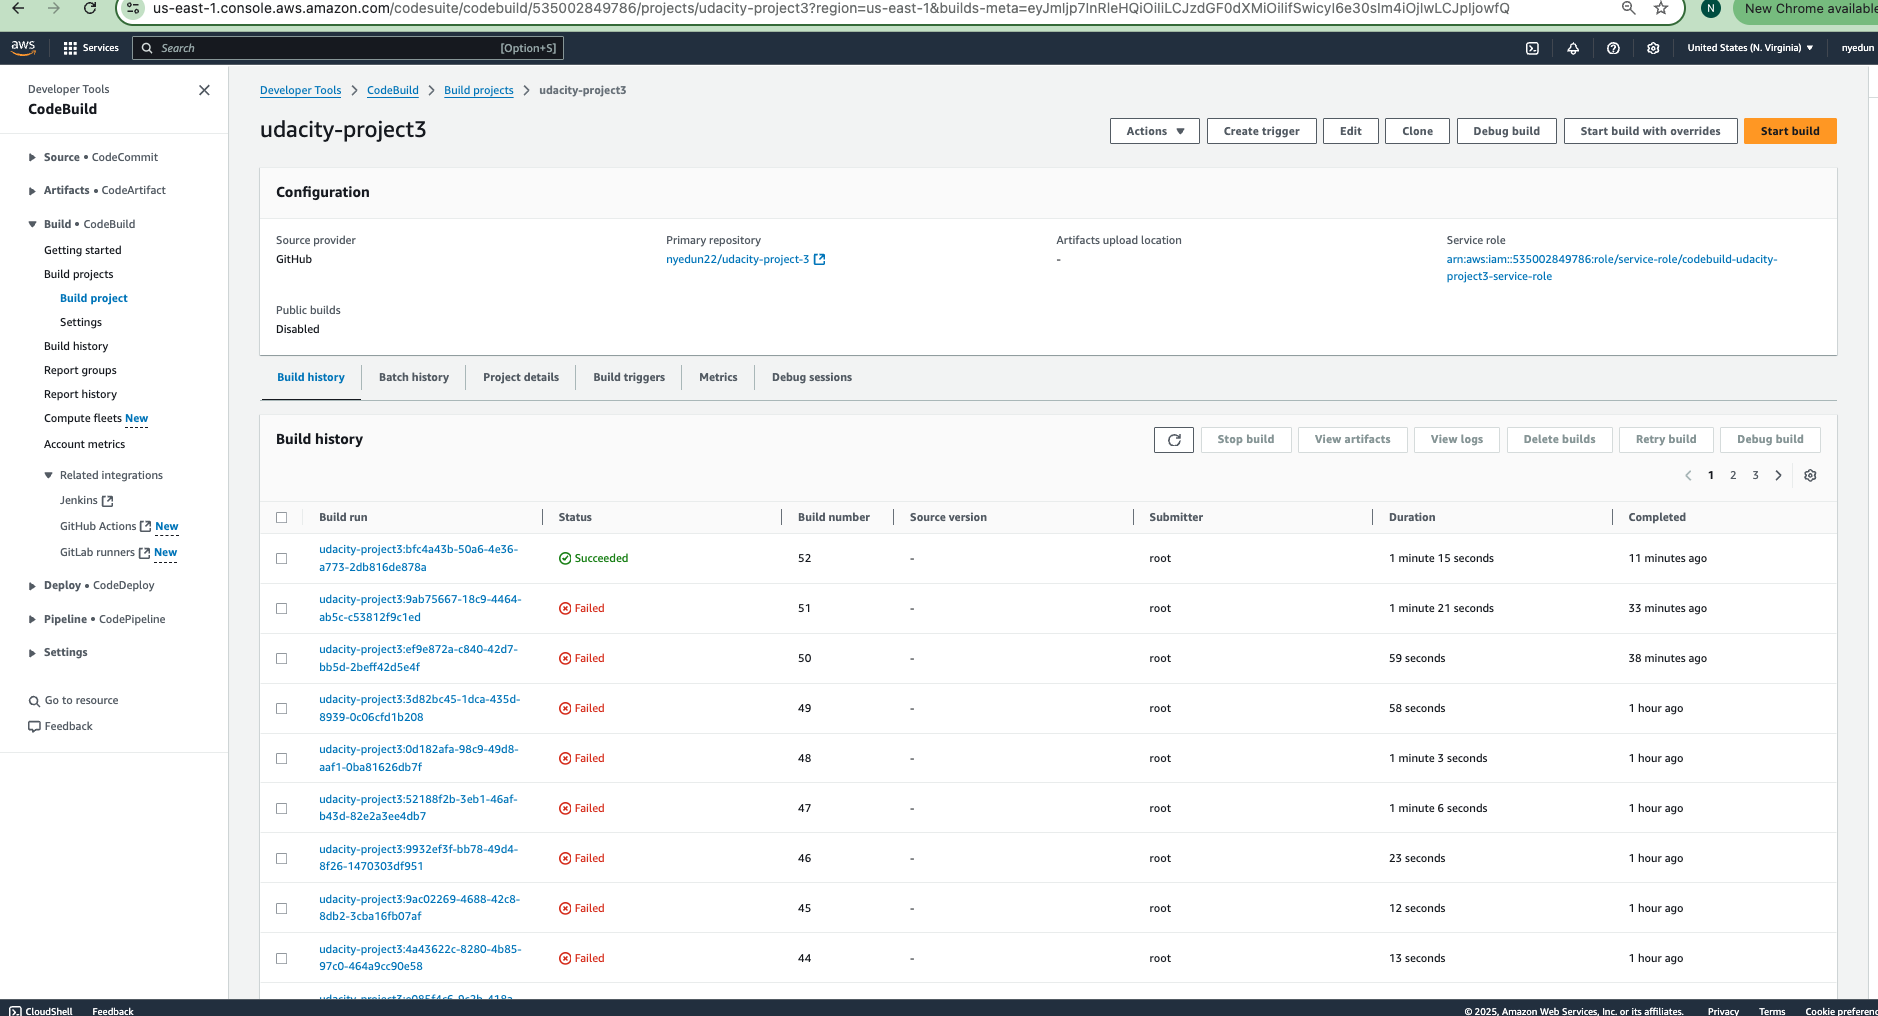 us-east-1.console.aws.amazon.com/codesuite/codebuild/535002849786/projects/udacity-project3?region=us-east-1&builds-meta=
N
New Chrome available
aws
Services
Search
[Option+S]
United States (N. Virginia)
nyedun
Developer Tools
CodeBuild
Source • CodeCommit
Artifacts • CodeArtifact
Build • CodeBuild
Getting started
Build projects
Build project
Settings
Build history
Report groups
Report history
Compute fleets New
Account metrics
Related integrations
Jenkins
GitHub Actions New
GitLab runners New
Deploy • CodeDeploy
Pipeline • CodePipeline
Settings
Go to resource
Feedback
Developer Tools
CodeBuild
Build projects
udacity-project3
udacity-project3
Actions
Create trigger
Edit
Clone
Debug build
Start build with overrides
Start build
Configuration
Source provider
GitHub
Primary repository
nyedun22/udacity-project-3
Artifacts upload location
-
Service role
arn:aws:iam::535002849786:role/service-role/codebuild-udacity-
project3-service-role
Public builds
Disabled
Build history
Batch history
Project details
Build triggers
Metrics
Debug sessions
Build history
Stop build
View artifacts
View logs
Delete builds
Retry build
Debug build
1 2 3
Build run
Status
Build number
Source version
Submitter
Duration
Completed
udacity-project3:bfc4a43b-50a6-4e36-
a773-2db816de878a
Succeeded
52
-
root
1 minute 15 seconds
11 minutes ago
udacity-project3:9ab75667-18c9-4464-
ab5c-c53812f9c1ed
Failed
51
-
root
1 minute 21 seconds
33 minutes ago
udacity-project3:ef9e872a-c840-42d7-
bb5d-2beff42d5e4f
Failed
50
-
root
59 seconds
38 minutes ago
udacity-project3:3d82bc45-1dca-435d-
8939-0c06cfd1b208
Failed
49
-
root
58 seconds
1 hour ago
udacity-project3:0d182afa-98c9-49d8-
aaf1-0ba81626db7f
Failed
48
-
root
1 minute 3 seconds
1 hour ago
udacity-project3:52188f2b-3eb1-46af-
b43d-82e2a3ee4db7
Failed
47
-
root
1 minute 6 seconds
1 hour ago
udacity-project3:9932ef3f-bb78-49d4-
8f26-1470303df951
Failed
46
-
root
23 seconds
1 hour ago
udacity-project3:9ac02269-4688-42c8-
8db2-3cba16fb07af
Failed
45
-
root
12 seconds
1 hour ago
udacity-project3:4a43622c-8280-4b85-
97c0-464a9cc90e58
Failed
44
-
root
13 seconds
1 hour ago
CloudShell
Feedback
© 2025, Amazon Web Services, Inc. or its affiliates.
Privacy
Terms
Cookie preferenc